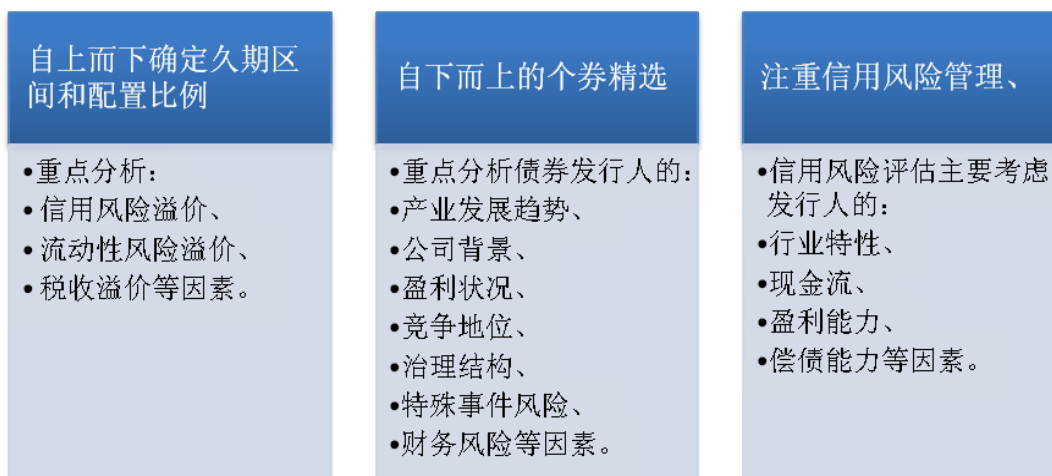 自上而下确定久期区
间和配置比例
•重点分析：
•信用风险溢价、
•流动性风险溢价、
•税收溢价等因素。
自下而上的个券精选
•重点分析债券发行人的：
•产业发展趋势、
•公司背景、
•盈利状况、
•竞争地位、
•治理结构、
•特殊事件风险、
•财务风险等因素。
注重信用风险管理、
•信用风险评估主要考虑
发行人的：
•行业特性、
•现金流、
•盈利能力、
•偿债能力等因素。